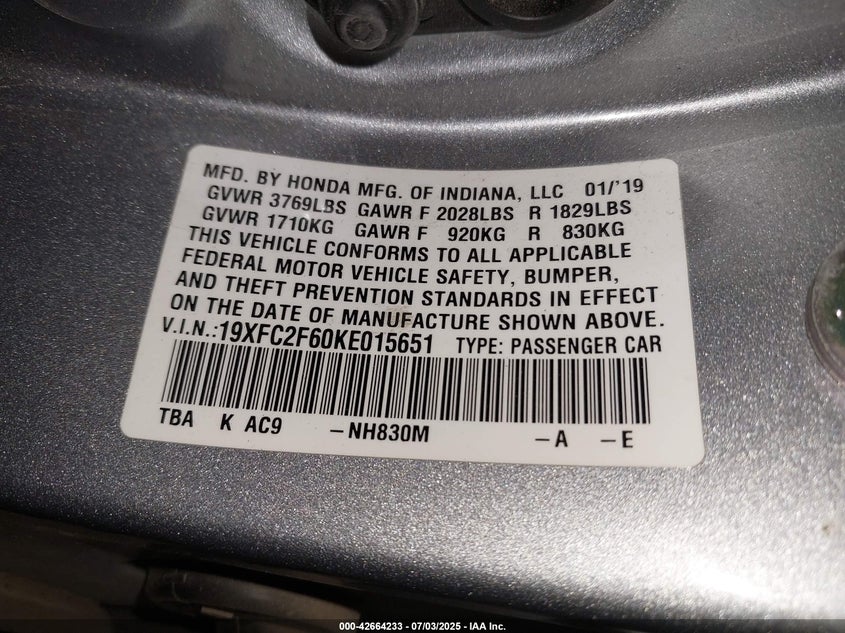 MFD. BY HONDA MFG. OF INDIANA, LLC 01/'19
GVWR 3769LBS GAWR F 2028LBS R 1829LBS
GVWR 1710KG GAWR F 920KG R 830KG
THIS VEHICLE CONFORMS TO ALL APPLICABLE
FEDERAL MOTOR VEHICLE SAFETY, BUMPER,
AND THEFT PREVENTION STANDARDS IN EFFECT
ON THE DATE OF MANUFACTURE SHOWN ABOVE.
V.I.N.:19XFC2F60KE015651 TYPE: PASSENGER CAR
TBA K AC9 -NH830M -A -E
000-42664233 - 07/03/2025 - IAA Inc.